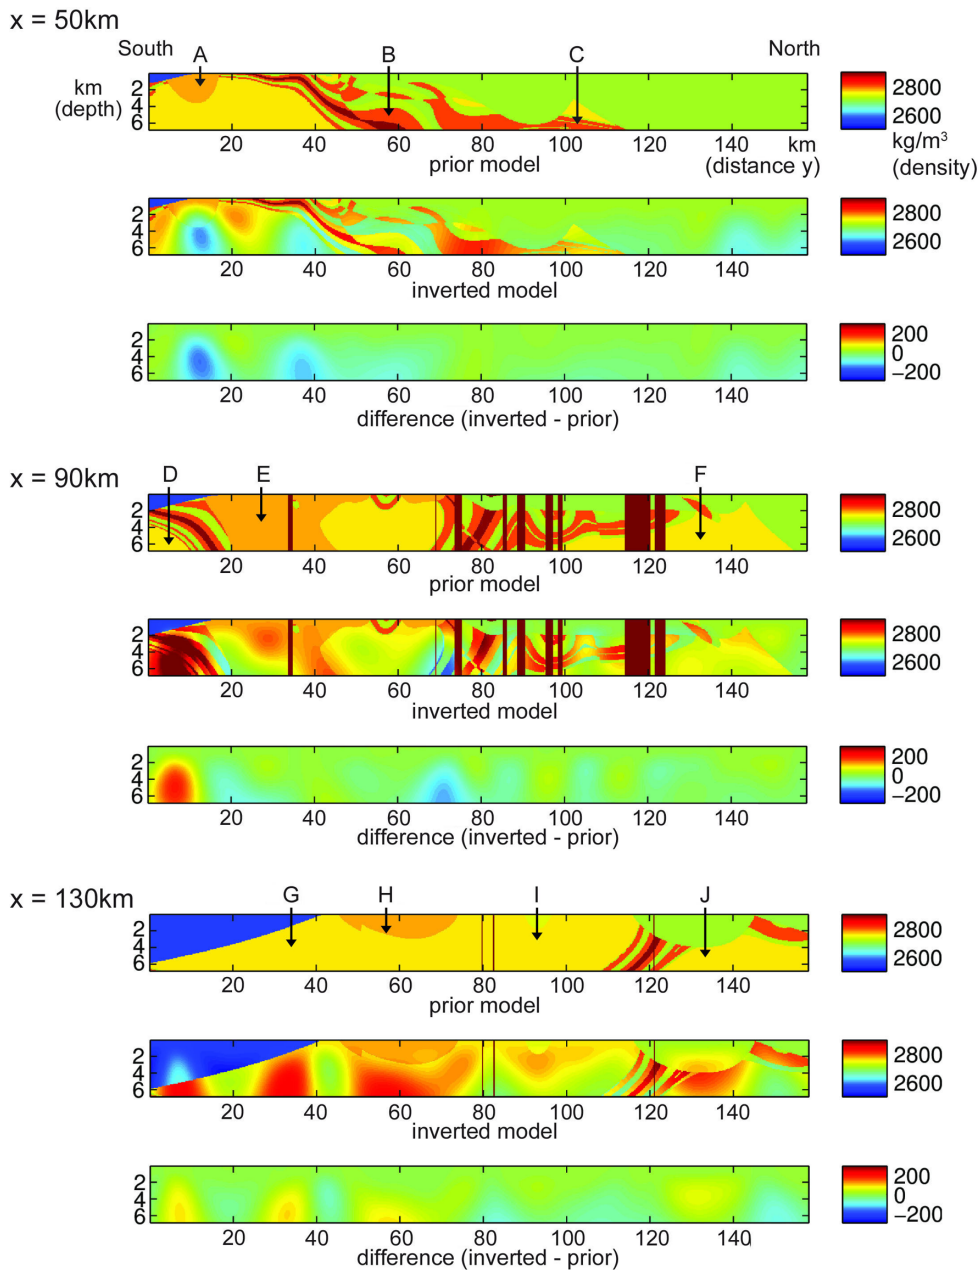 x = 50km
South A B C North
km
(depth)
2
4
6
20 40 60 80 100 120 140 km
prior model (distance y)
2800
2600
kg/m³
(density)
2
4
6
20 40 60 80 100 120 140
inverted model
2800
2600
2
4
6
20 40 60 80 100 120 140
difference (inverted - prior)
200
0
−200
x = 90km
D E F
2
4
6
20 40 60 80 100 120 140
prior model
2800
2600
2
4
6
20 40 60 80 100 120 140
inverted model
2800
2600
2
4
6
20 40 60 80 100 120 140
difference (inverted - prior)
200
0
−200
x = 130km
G H I J
2
4
6
20 40 60 80 100 120 140
prior model
2800
2600
2
4
6
20 40 60 80 100 120 140
inverted model
2800
2600
2
4
6
20 40 60 80 100 120 140
difference (inverted - prior)
200
0
−200